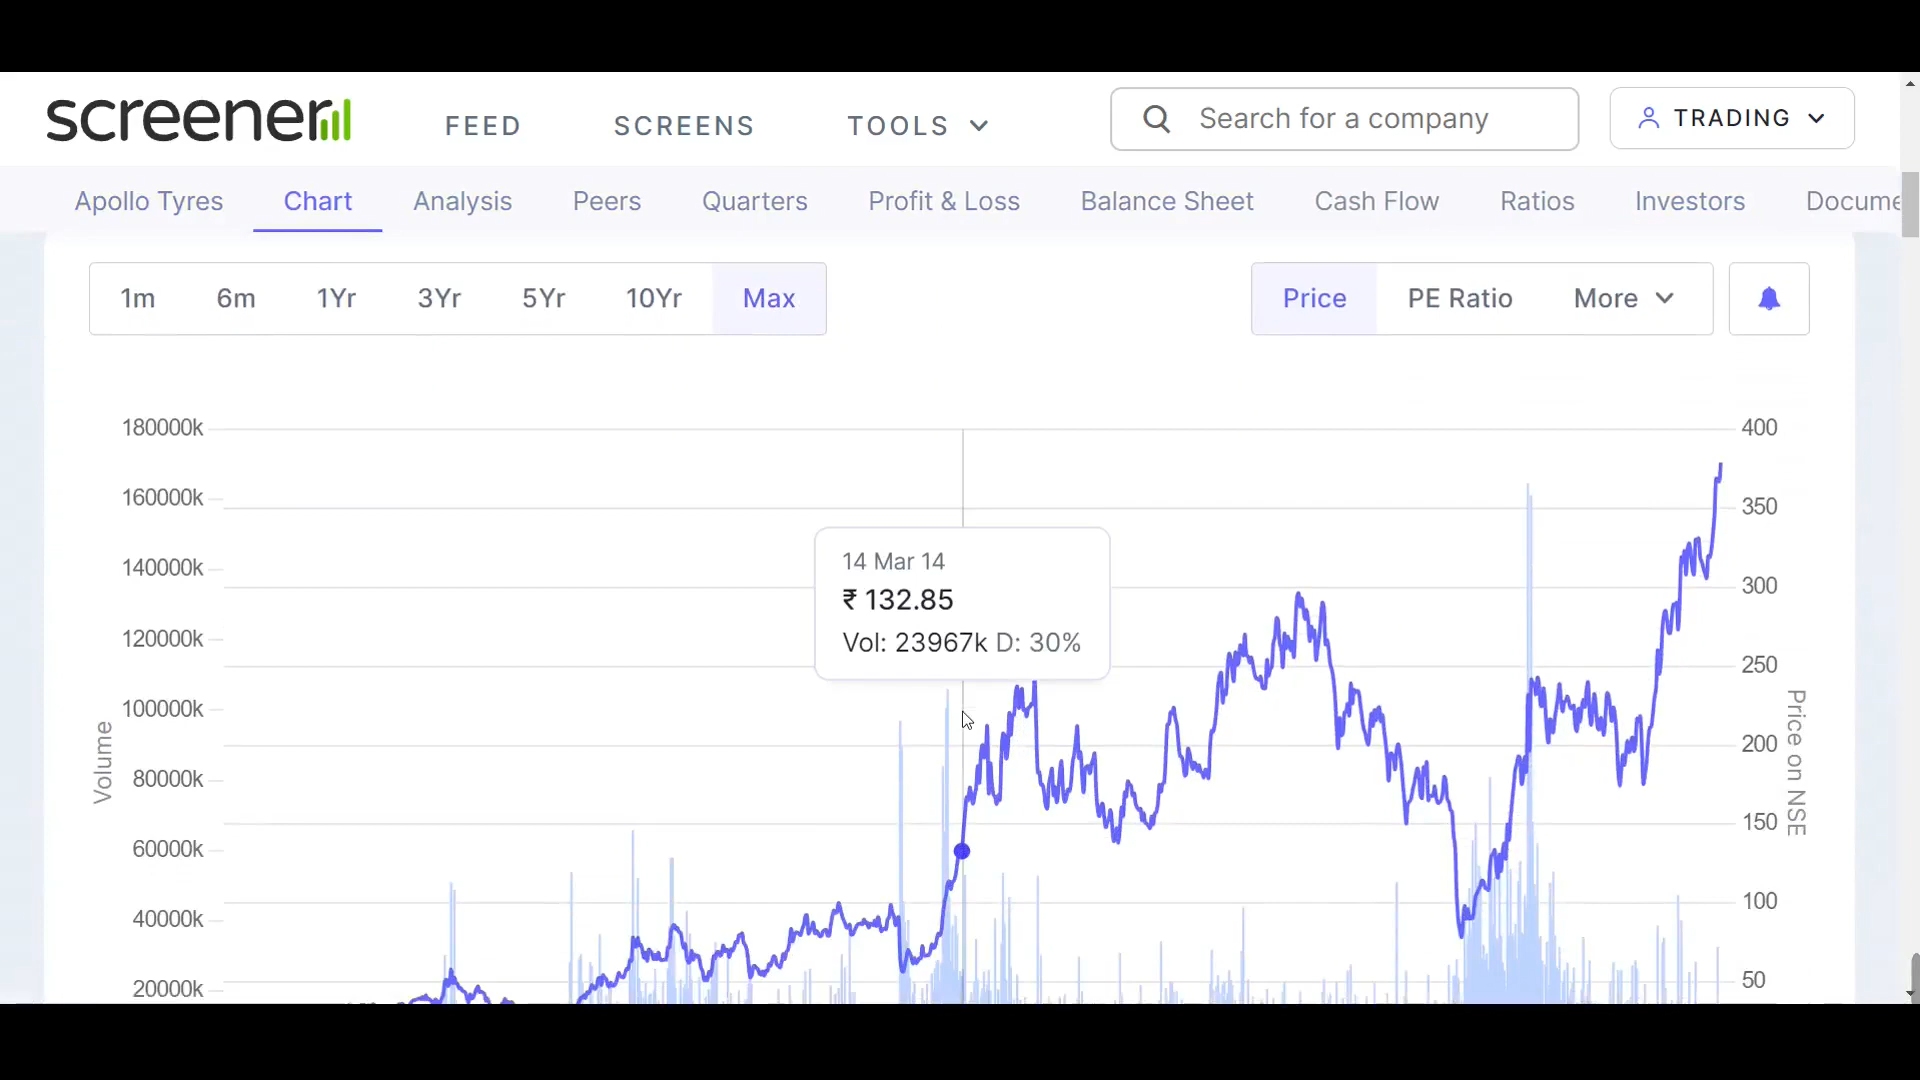 screener
FEED
SCREENS
TOOLS
Search for a company
TRADING
Apollo Tyres
Chart
Analysis
Peers
Quarters
Profit & Loss
Balance Sheet
Cash Flow
Ratios
Investors
Docume
1m
6m
1Yr
3Yr
5Yr
10Yr
Max
Price
PE Ratio
More
180000k
160000k
140000k
120000k
100000k
80000k
60000k
40000k
20000k
Volume
14 Mar 14
₹ 132.85
Vol: 23967k D: 30%
400
350
300
250
200
150
100
50
Price on NSE